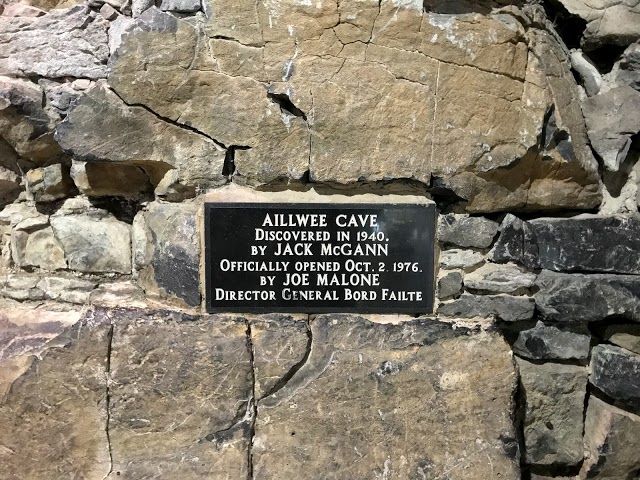 AILLWEE CAVE
DISCOVERED IN 1940.
BY JACK MCGANN
OFFICIALLY OPENED OCT. 2. 1976.
BY JOE MALONE
DIRECTOR GENERAL BORD FAILTE